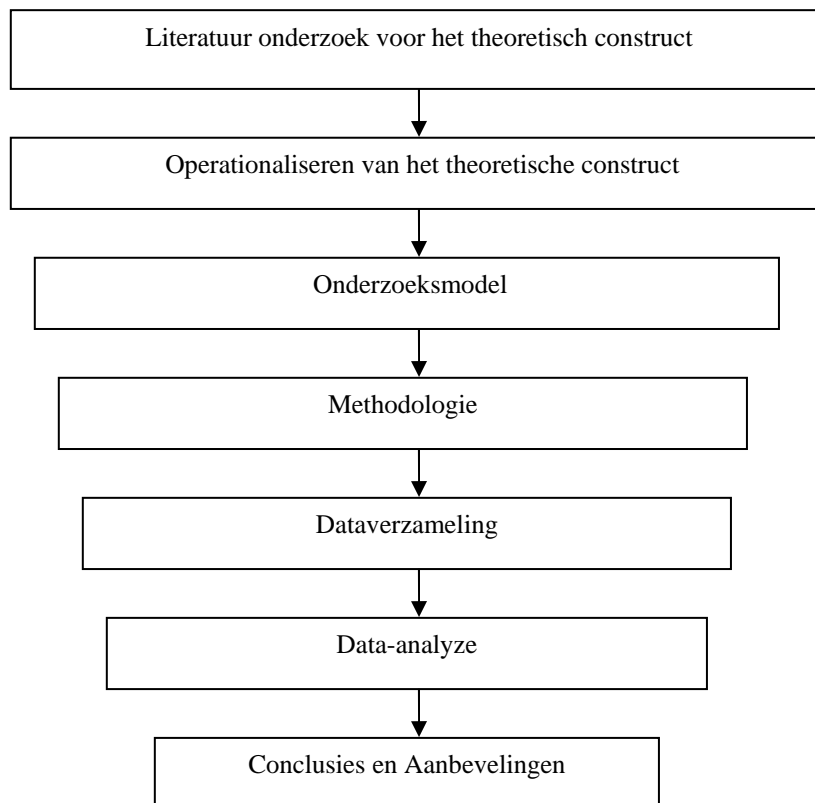 Literatuur onderzoek voor het theoretisch construct
Operationaliseren van het theoretische construct
Onderzoeksmodel
Methodologie
Dataverzameling
Data-analyze
Conclusies en Aanbevelingen